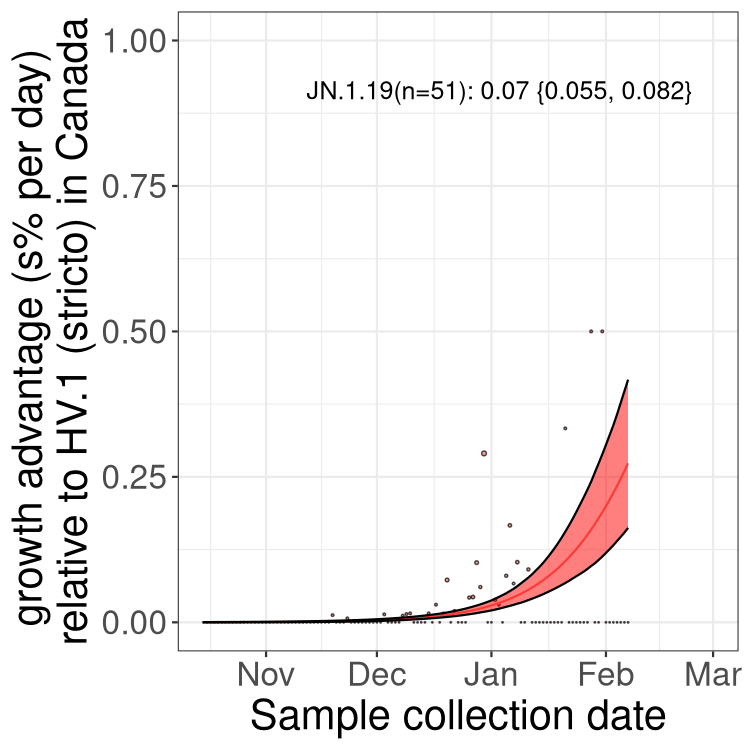 growth advantage (s% per day)
relative to HV.1 (stricto) in Canada
1.00
0.75
0.50
0.25
0.00
JN.1.19(n=51): 0.07 {0.055, 0.082}
Nov Dec Jan Feb Mar
Sample collection date